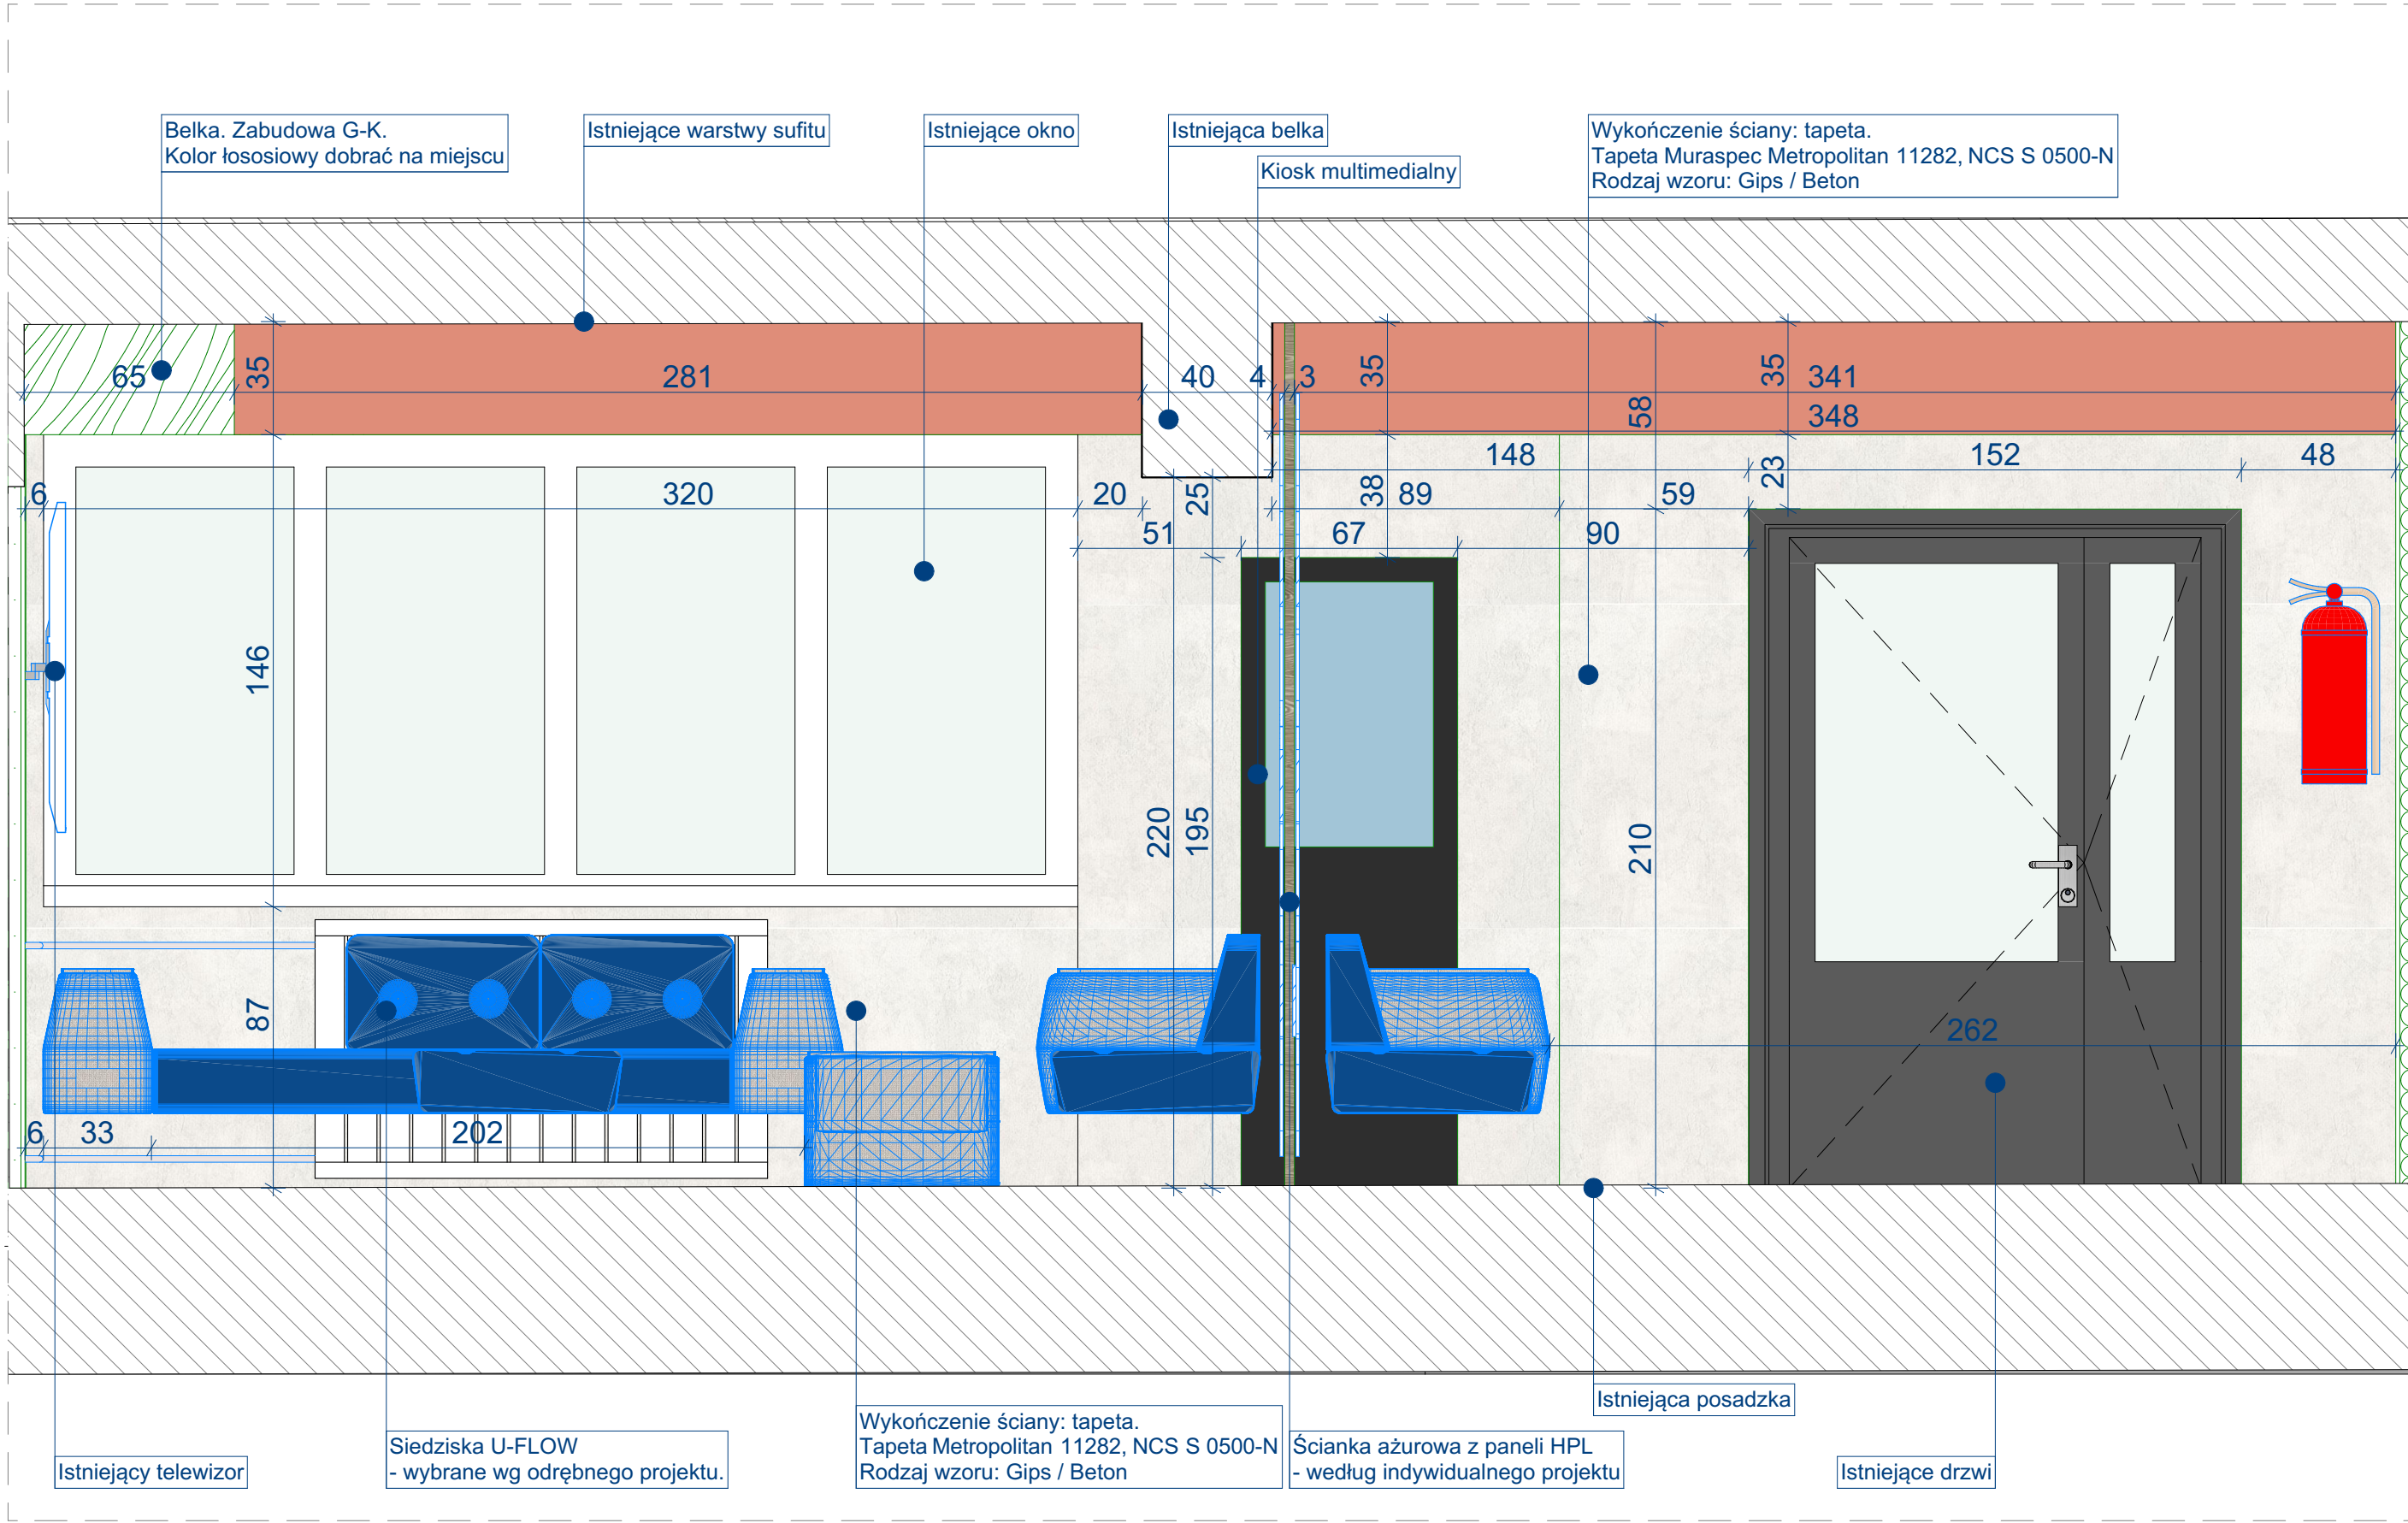 Belka. Zabudowa G-K.
Kolor łososiowy dobrać na miejscu
Istniejące warstwy sufitu
Istniejące okno
Istniejąca belka
Kiosk multimedialny
Wykończenie ściany: tapeta.
Tapeta Muraspec Metropolitan 11282, NCS S 0500-N
Rodzaj wzoru: Gips / Beton
65
35
281
40
4
3
35
58
35
341
348
148
23
152
48
6
320
20
25
38
89
59
51
67
90
146
220
195
210
87
262
6
33
202
Istniejący telewizor
Siedziska U-FLOW
- wybrane wg odrębnego projektu.
Wykończenie ściany: tapeta.
Tapeta Metropolitan 11282, NCS S 0500-N
Rodzaj wzoru: Gips / Beton
Ścianka ażurowa z paneli HPL
- według indywidualnego projektu
Istniejąca posadzka
Istniejące drzwi